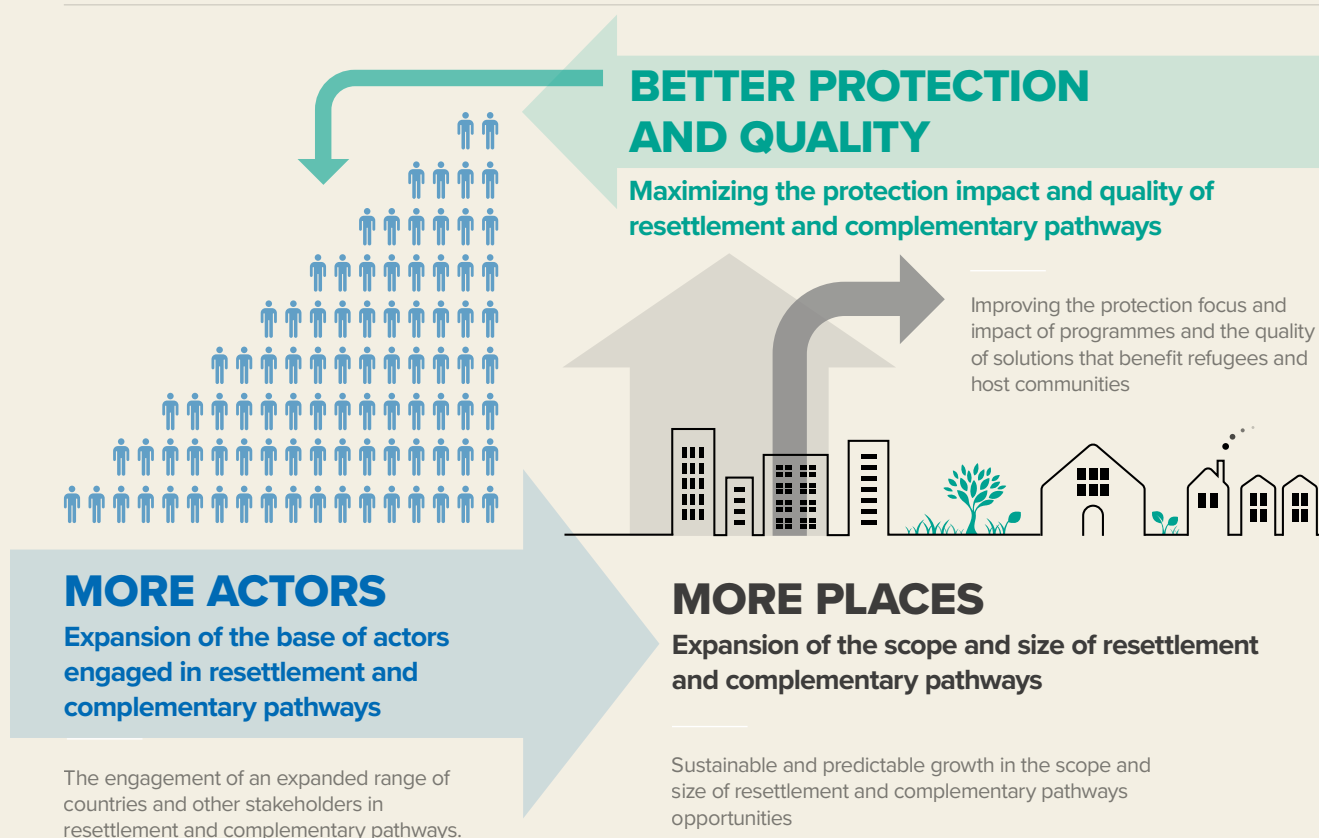 BETTER PROTECTION
AND QUALITY
Maximizing the protection impact and quality of
resettlement and complementary pathways
Improving the protection focus and
impact of programmes and the quality
of solutions that benefit refugees and
host communities
MORE ACTORS
Expansion of the base of actors
engaged in resettlement and
complementary pathways
The engagement of an expanded range of
countries and other stakeholders in
resettlement and complementary pathways.
MORE PLACES
Expansion of the scope and size of resettlement
and complementary pathways
Sustainable and predictable growth in the scope and
size of resettlement and complementary pathways
opportunities